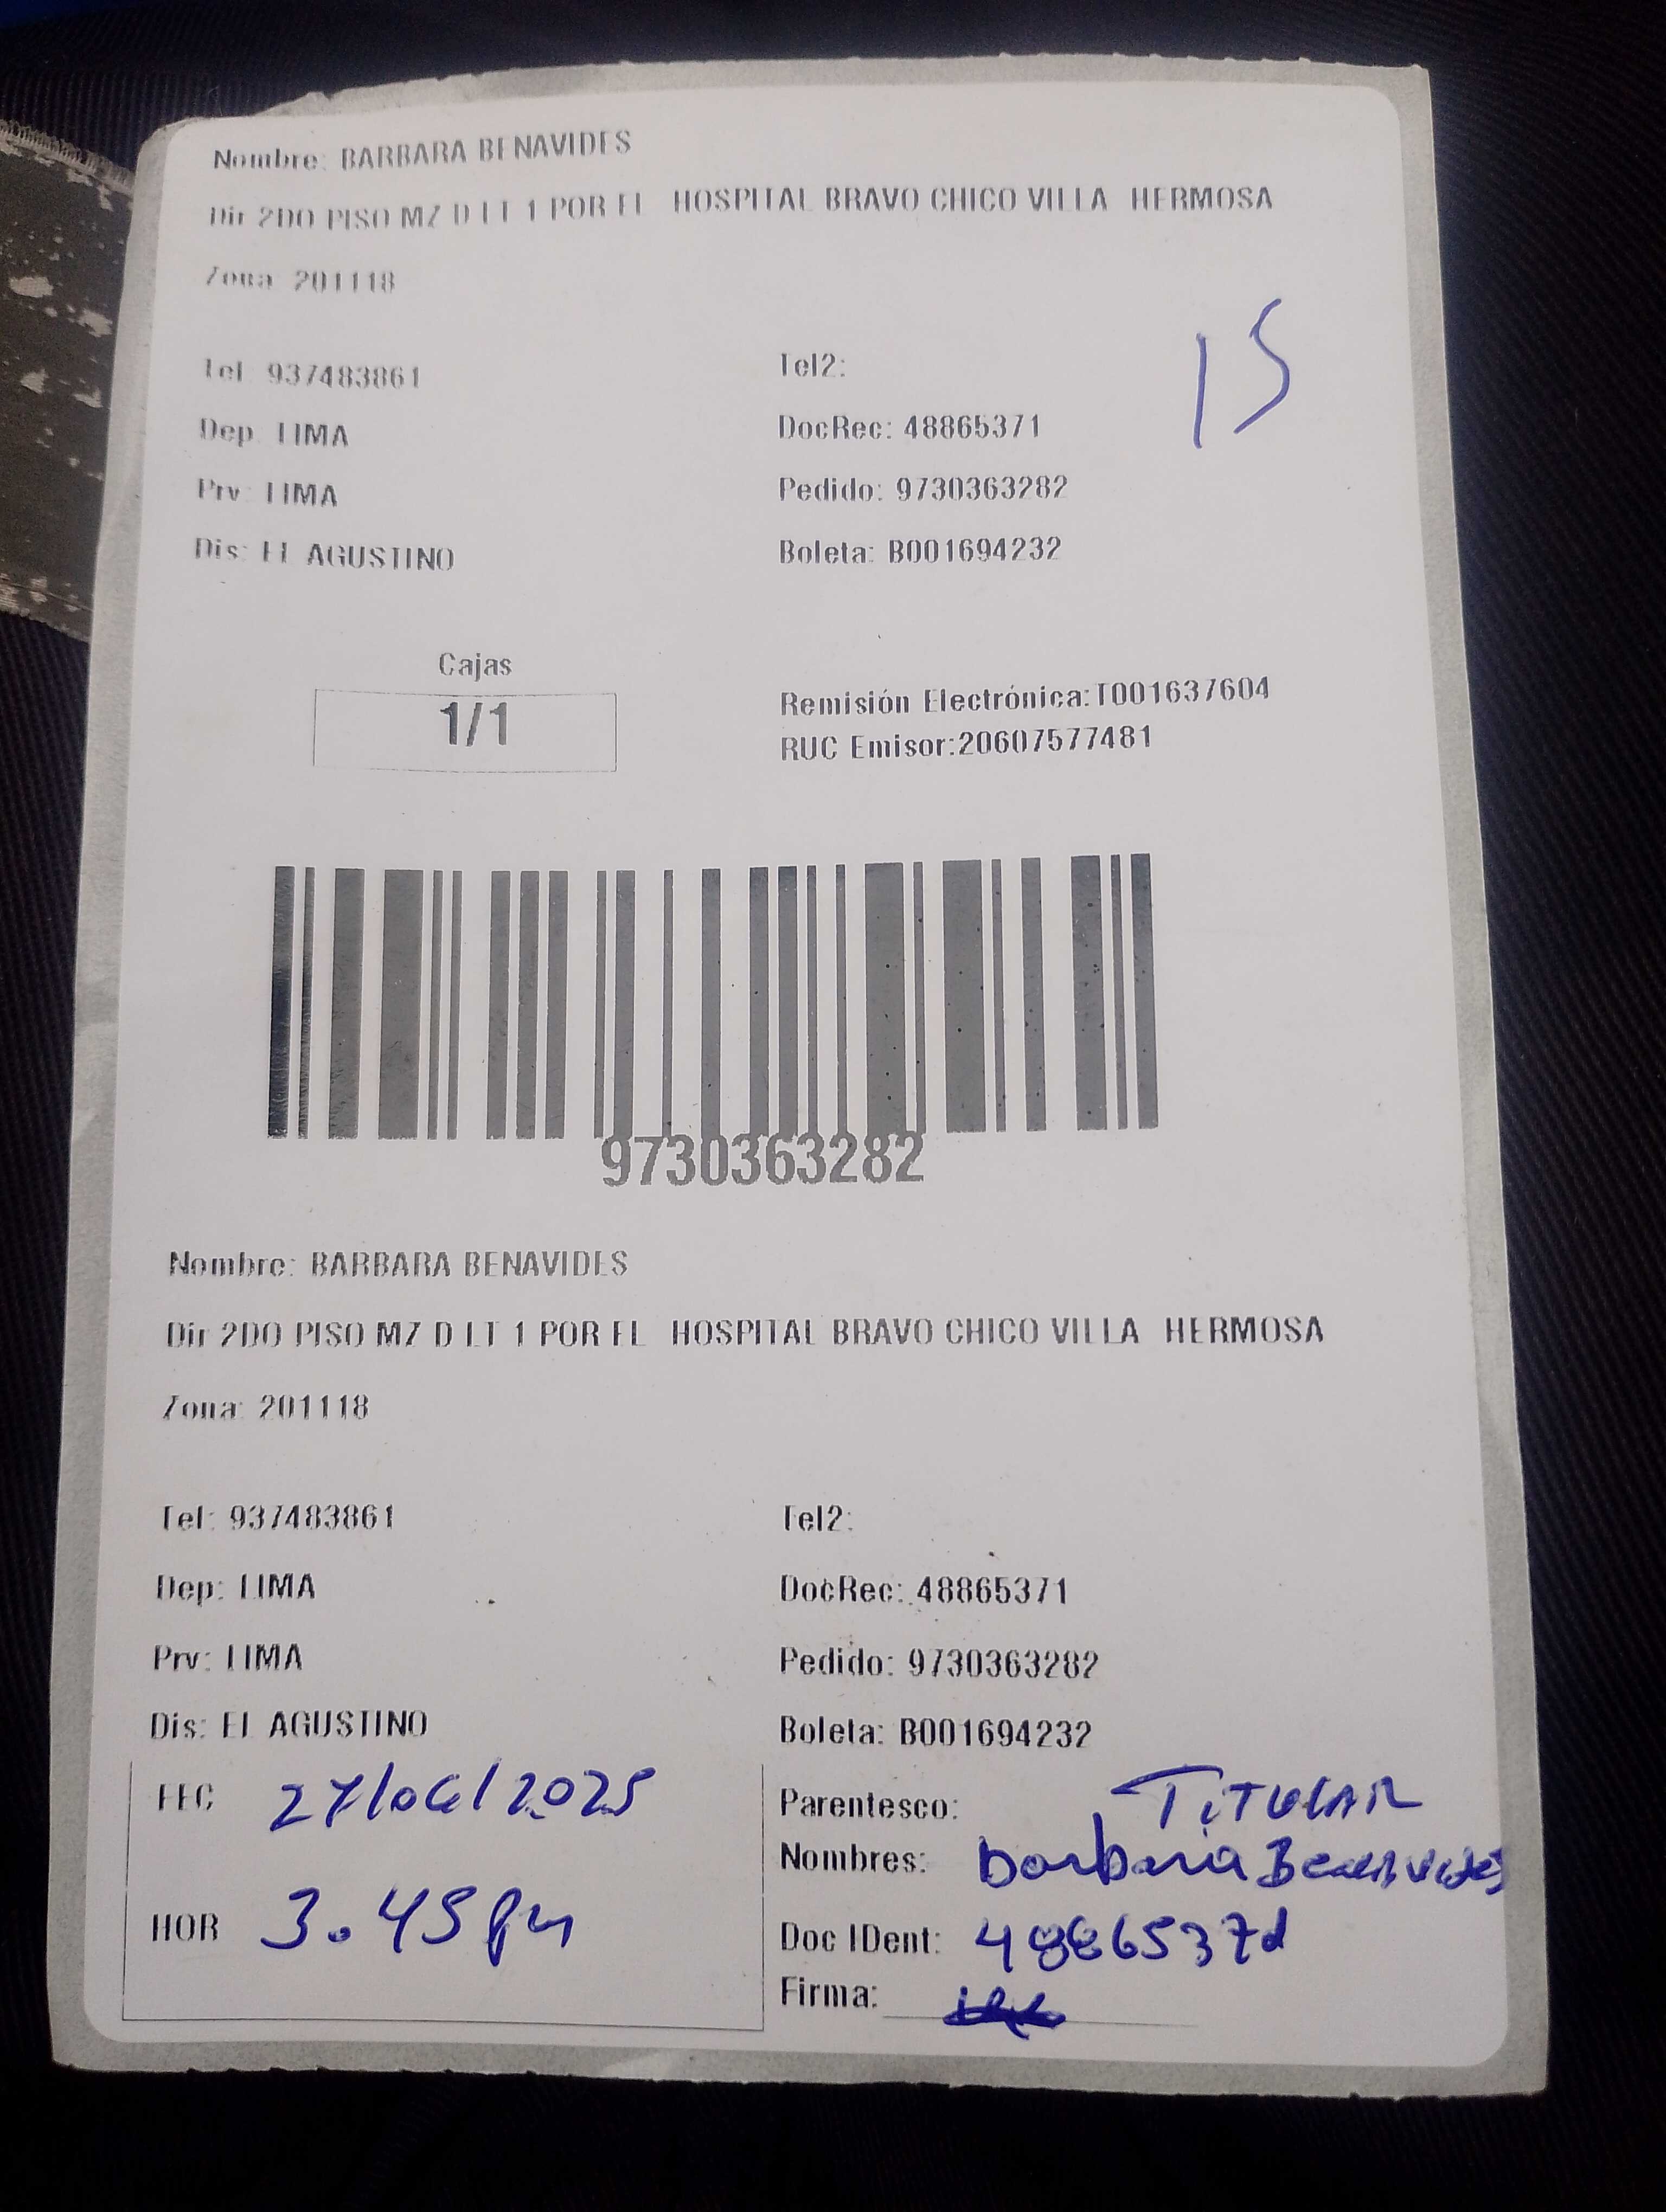 Nombre: BARBARA BENAVIDES
Dir 2DO PISO MZ D LT 1 POR EL HOSPITAL BRAVO CHICO VILLA HERMOSA
Zona 201118
15
Tel: 937483861 Tel2:
Dep LIMA DocRec: 48865371
Prv: LIMA Pedido: 9730363282
Dis: EL AGUSTINO Boleta: B001694232
Cajas
1/1
Remisión Electrónica:T001637604
RUC Emisor:20607577481
9730363282
Nombre: BARBARA BENAVIDES
Dir 2DO PISO MZ D LT 1 POR EL HOSPITAL BRAVO CHICO VILLA HERMOSA
Zona: 201118
Tel: 937483861 Tel2:
Dep: LIMA DocRec: 48865371
Prv: LIMA Pedido: 9730363282
Dis: EL AGUSTINO Boleta: B001694232
FEC 27/06/2025
Parentesco: TiTULAR
Nombres: barbara Benavides
HOR 3.45 pm
Doc IDent: 48865371
Firma: